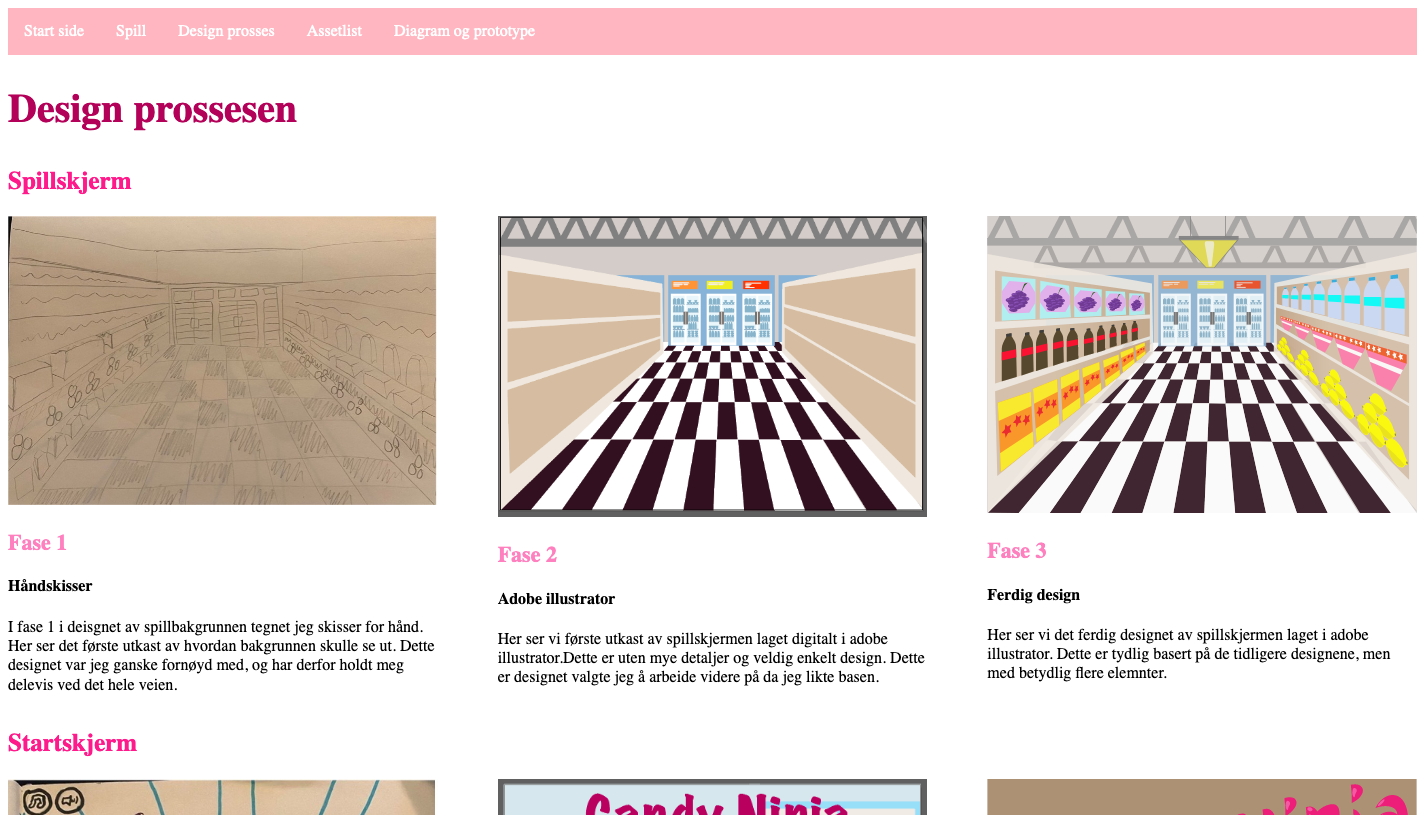 Start side Spill Design prosses Assetlist Diagram og prototype
Design prossesen
Spillskjerm
Fase 1
Håndskisser
I fase 1 i deisgnet av spillbakgrunnen tegnet jeg skisser for hånd.
Her ser det første utkast av hvordan bakgrunnen skulle se ut. Dette
designet var jeg ganske fornøyd med, og har derfor holdt meg
delevis ved det hele veien.
Fase 2
Adobe illustrator
Her ser vi første utkast av spillskjermen laget digitalt i adobe
illustrator.Dette er uten mye detaljer og veldig enkelt design. Dette
er designet valgte jeg å arbeide videre på da jeg likte basen.
Fase 3
Ferdig design
Her ser vi det ferdig designet av spillskjermen laget i adobe
illustrator. Dette er tydlig basert på de tidligere designene, men
med betydlig flere elemnter.
Startskjerm
Candy Ninja